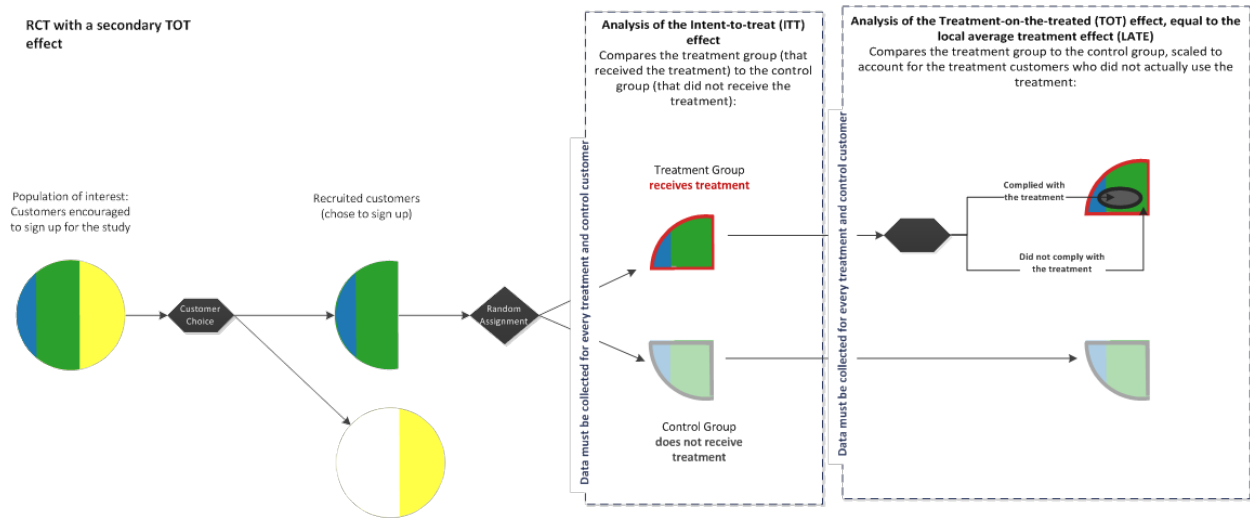 RCT with a secondary TOT
effect
Population of interest:
Customers encouraged
to sign up for the study
Customer
Choice
Recruited customers
(chose to sign up)
Random
Assignment
Data must be collected for every treatment and control customer
Analysis of the Intent-to-treat (ITT)
effect
Compares the treatment group (that
received the treatment) to the control
group (that did not receive the
treatment):
Treatment Group
receives treatment
Control Group
does not receive
treatment
Data must be collected for every treatment and control customer
Analysis of the Treatment-on-the-treated (TOT) effect, equal to the
local average treatment effect (LATE)
Compares the treatment group to the control group, scaled to
account for the treatment customers who did not actually use the
treatment:
Complied with
the treatment
Did not comply with
the treatment